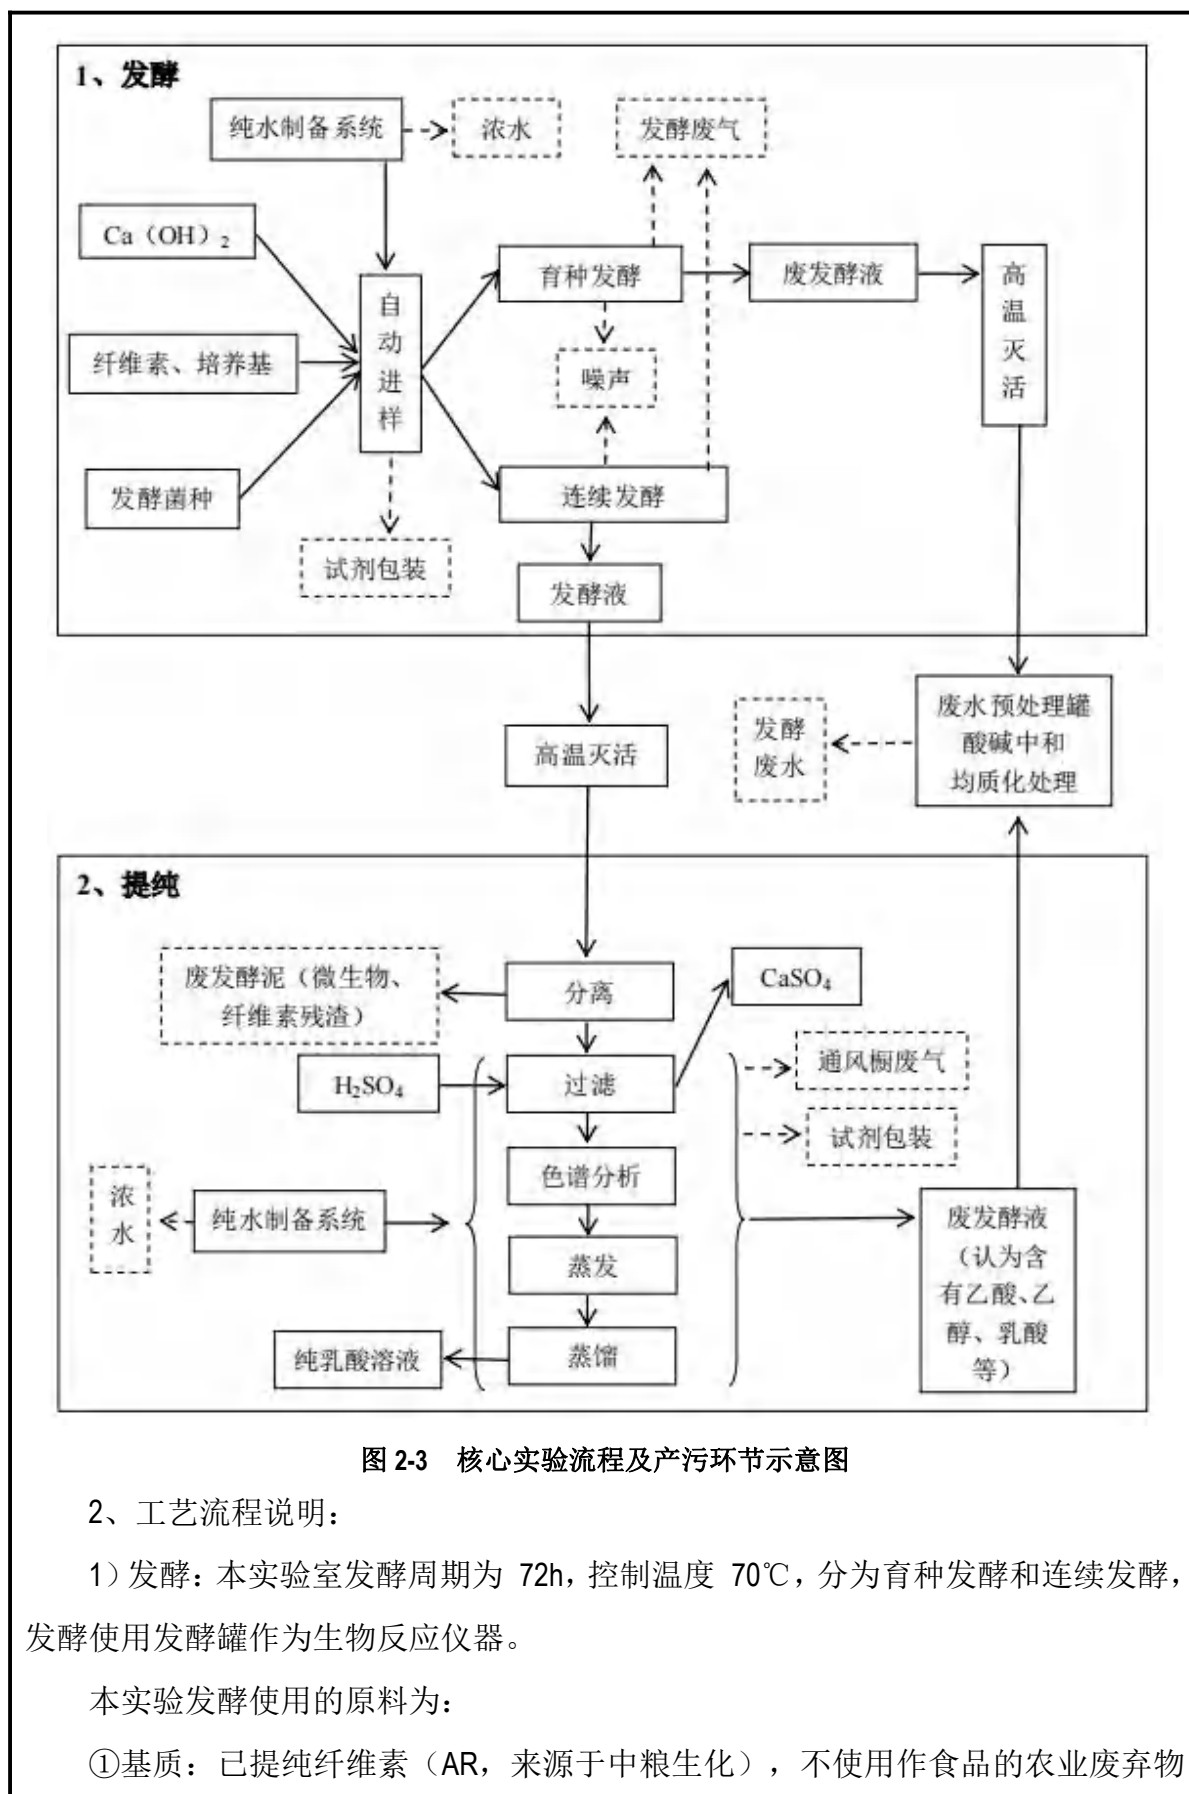 1、发酵
纯水制备系统
浓水
发酵废气
Ca（OH）₂
育种发酵
废发酵液
高
温
灭
活
自
动
进
样
纤维素、培养基
噪声
发酵菌种
连续发酵
试剂包装
发酵液
高温灭活
发酵
废水
废水预处理罐
酸碱中和
均质化处理
2、提纯
废发酵泥（微生物、
纤维素残渣）
分离
CaSO₄
H₂SO₄
过滤
通风橱废气
试剂包装
色谱分析
浓
水
纯水制备系统
蒸发
废发酵液
（认为含
有乙酸、乙
醇、乳酸
等）
纯乳酸溶液
蒸馏
图 2-3 核心实验流程及产污环节示意图
2、工艺流程说明：
1）发酵：本实验室发酵周期为 72h，控制温度 70℃，分为育种发酵和连续发酵，
发酵使用发酵罐作为生物反应仪器。
本实验发酵使用的原料为：
①基质：已提纯纤维素（AR，来源于中粮生化），不使用作食品的农业废弃物